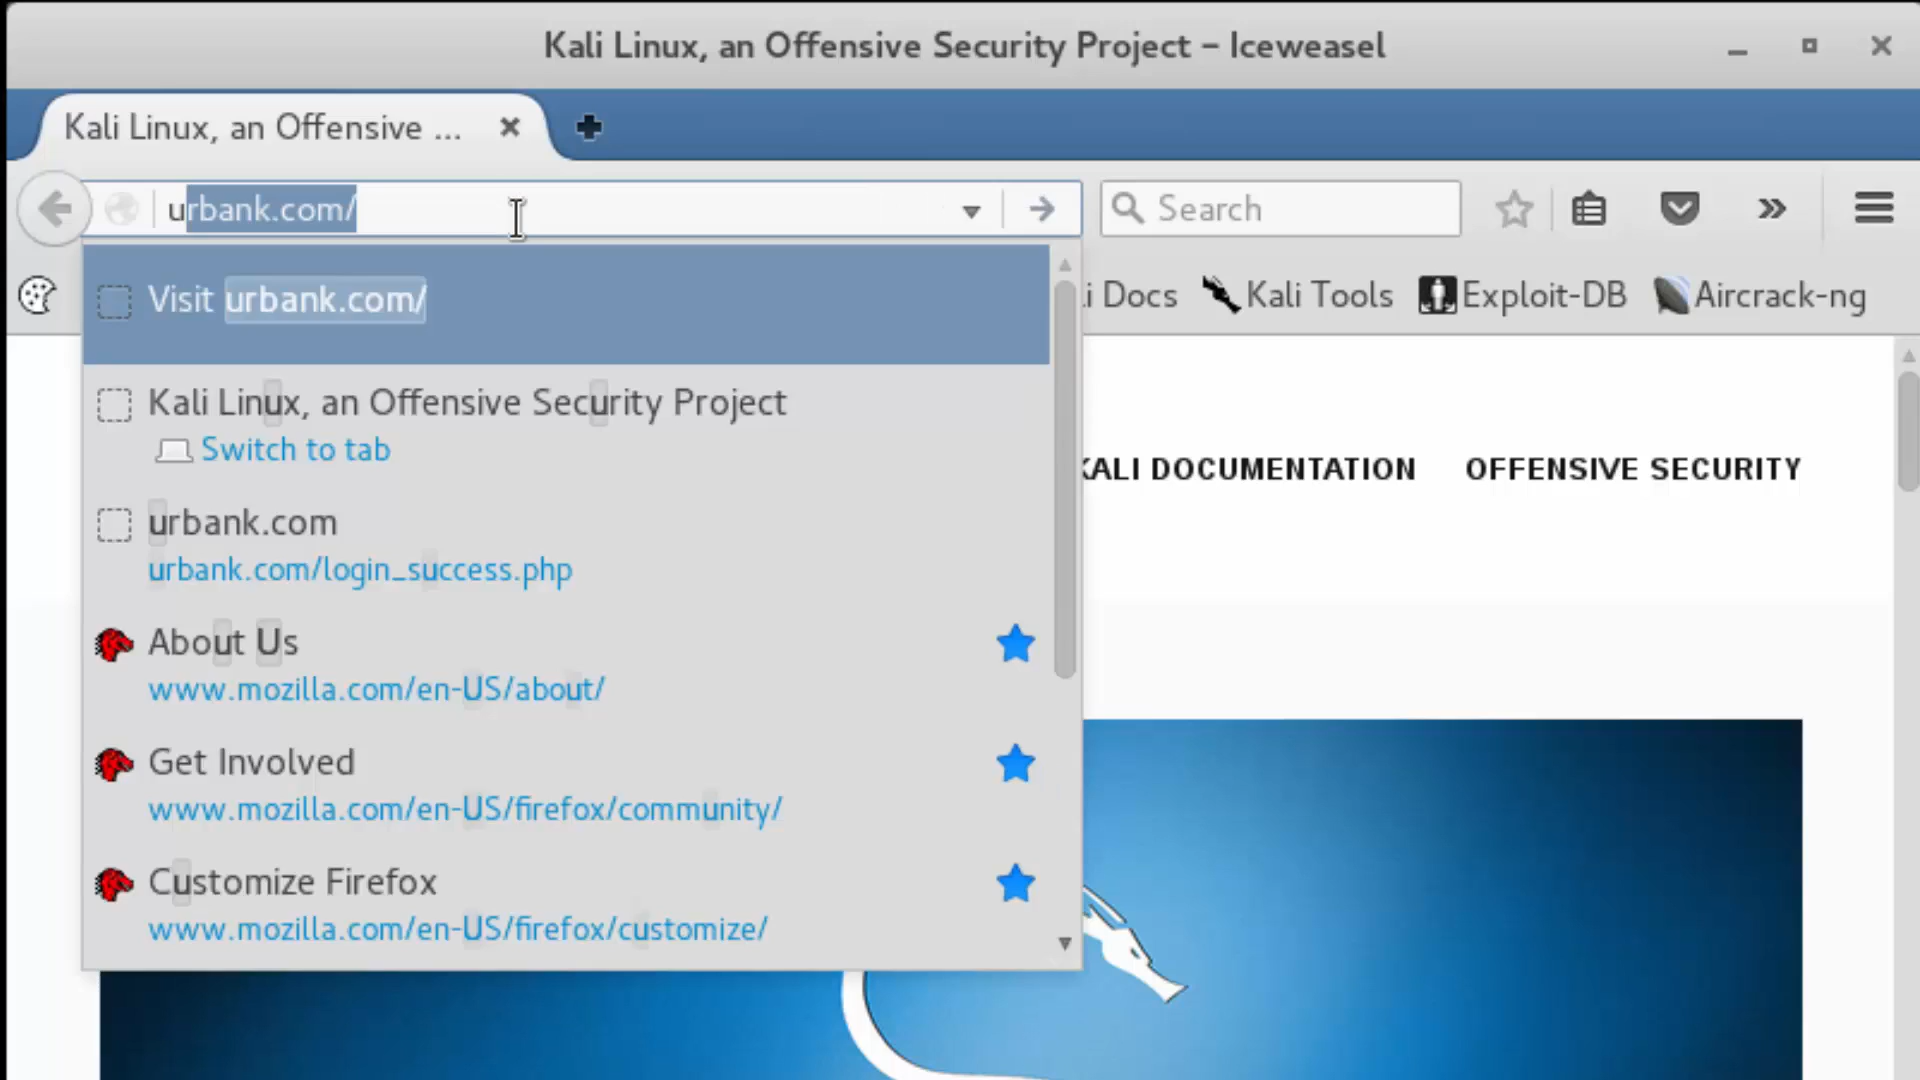 Kali Linux, an Offensive Security Project – Iceweasel
Kali Linux, an Offensive ...
urbank.com/
Search
Visit urbank.com/
i Docs
Kali Tools
Exploit-DB
Aircrack-ng
Kali Linux, an Offensive Security Project
Switch to tab
KALI DOCUMENTATION
OFFENSIVE SECURITY
urbank.com
urbank.com/login_success.php
About Us
www.mozilla.com/en-US/about/
Get Involved
www.mozilla.com/en-US/firefox/community/
Customize Firefox
www.mozilla.com/en-US/firefox/customize/